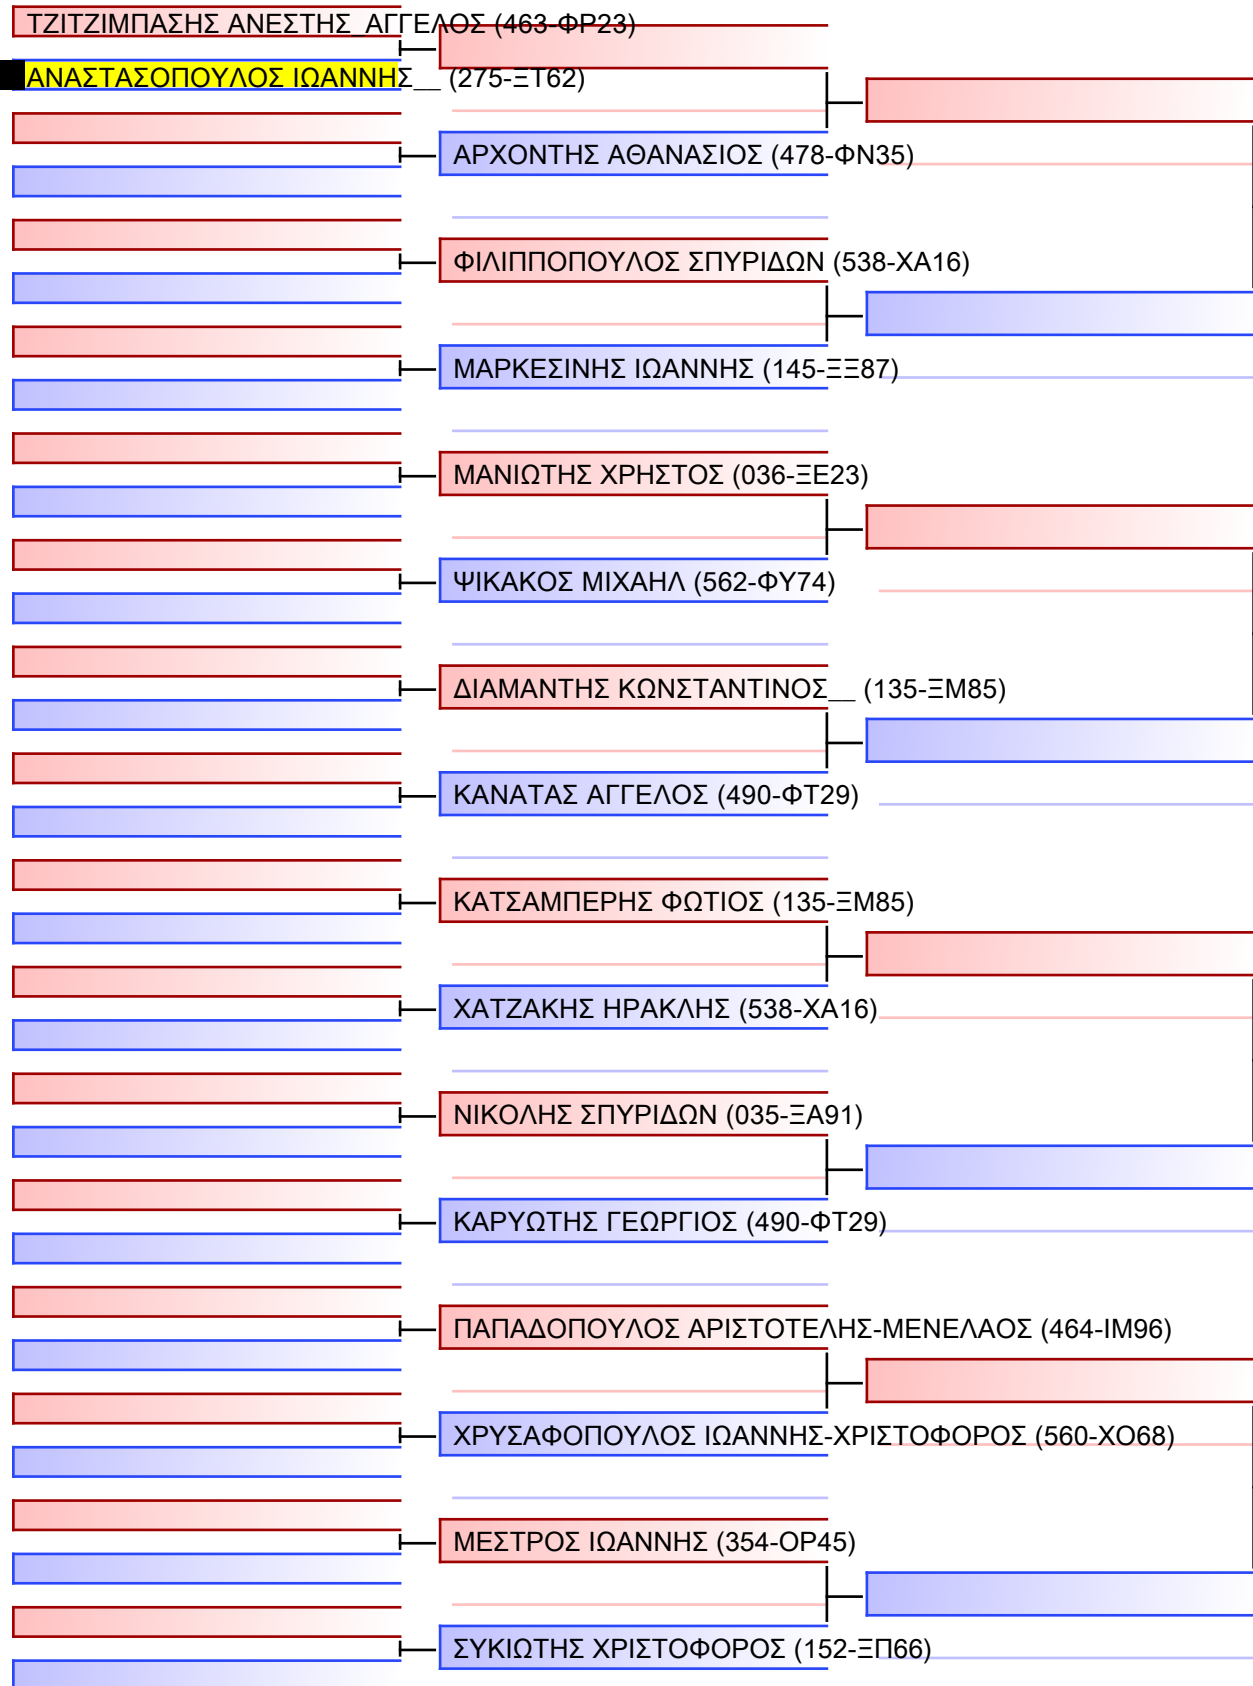 ΤΖΙΤΖΙΜΠΑΣΗΣ ΑΝΕΣΤΗΣ_ΑΓΓΕΛΟΣ (463-ΦΡ23)
ΑΝΑΣΤΑΣΟΠΟΥΛΟΣ ΙΩΑΝΝΗΣ__ (275-ΞΤ62)
ΑΡΧΟΝΤΗΣ ΑΘΑΝΑΣΙΟΣ (478-ΦΝ35)
ΦΙΛΙΠΠΟΠΟΥΛΟΣ ΣΠΥΡΙΔΩΝ (538-ΧΑ16)
ΜΑΡΚΕΣΙΝΗΣ ΙΩΑΝΝΗΣ (145-ΞΞ87)
ΜΑΝΙΩΤΗΣ ΧΡΗΣΤΟΣ (036-ΞΕ23)
ΨΙΚΑΚΟΣ ΜΙΧΑΗΛ (562-ΦΥ74)
ΔΙΑΜΑΝΤΗΣ ΚΩΝΣΤΑΝΤΙΝΟΣ__ (135-ΞΜ85)
ΚΑΝΑΤΑΣ ΑΓΓΕΛΟΣ (490-ΦΤ29)
ΚΑΤΣΑΜΠΕΡΗΣ ΦΩΤΙΟΣ (135-ΞΜ85)
ΧΑΤΖΑΚΗΣ ΗΡΑΚΛΗΣ (538-ΧΑ16)
ΝΙΚΟΛΗΣ ΣΠΥΡΙΔΩΝ (035-ΞΑ91)
ΚΑΡΥΩΤΗΣ ΓΕΩΡΓΙΟΣ (490-ΦΤ29)
ΠΑΠΑΔΟΠΟΥΛΟΣ ΑΡΙΣΤΟΤΕΛΗΣ-ΜΕΝΕΛΑΟΣ (464-ΙΜ96)
ΧΡΥΣΑΦΟΠΟΥΛΟΣ ΙΩΑΝΝΗΣ-ΧΡΙΣΤΟΦΟΡΟΣ (560-ΧΟ68)
ΜΕΣΤΡΟΣ ΙΩΑΝΝΗΣ (354-ΟΡ45)
ΣΥΚΙΩΤΗΣ ΧΡΙΣΤΟΦΟΡΟΣ (152-ΞΠ66)